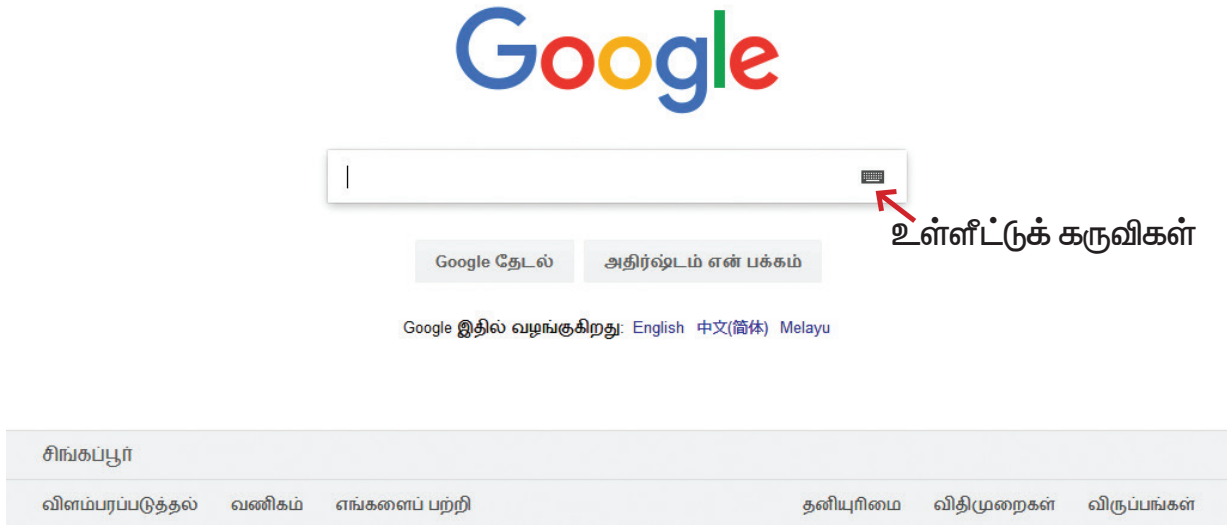 Google
உள்ளீட்டுக் கருவிகள்
Google தேடல் அதிர்ஷ்டம் என் பக்கம்
Google இதில் வழங்குகிறது: English 中文(简体) Melayu
சிங்கப்பூர்
விளம்பரப்படுத்தல் வணிகம் எங்களைப் பற்றி தனியுரிமை விதிமுறைகள் விருப்பங்கள்